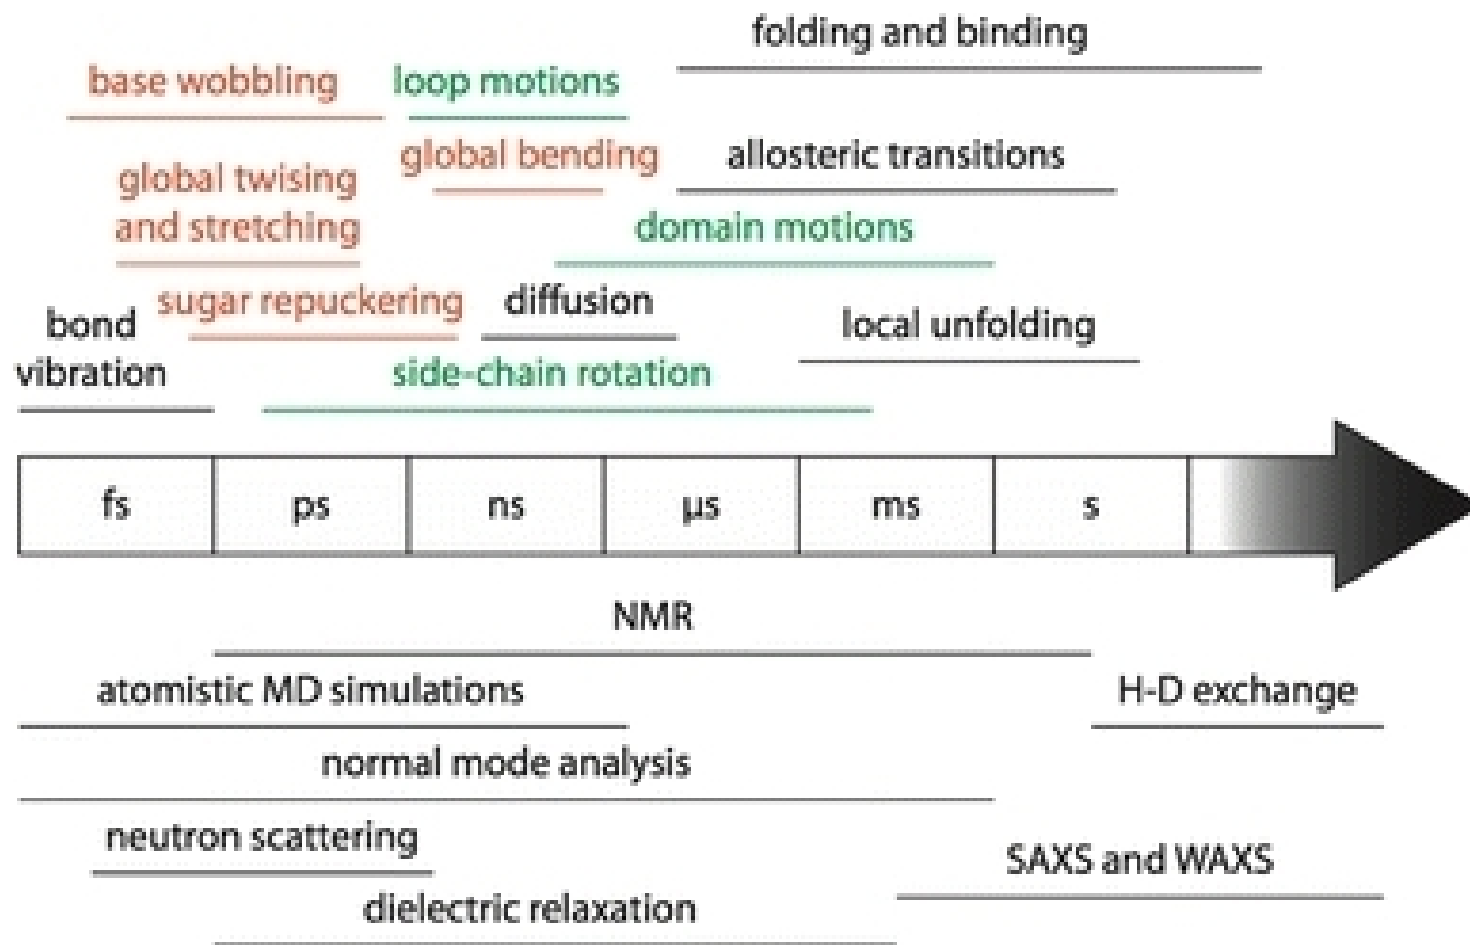 folding and binding
base wobbling
loop motions
global bending
allosteric transitions
global twising
and stretching
domain motions
sugar repuckering
diffusion
bond
vibration
local unfolding
side-chain rotation
fs
ps
ns
µs
ms
s
NMR
atomistic MD simulations
H-D exchange
normal mode analysis
neutron scattering
SAXS and WAXS
dielectric relaxation